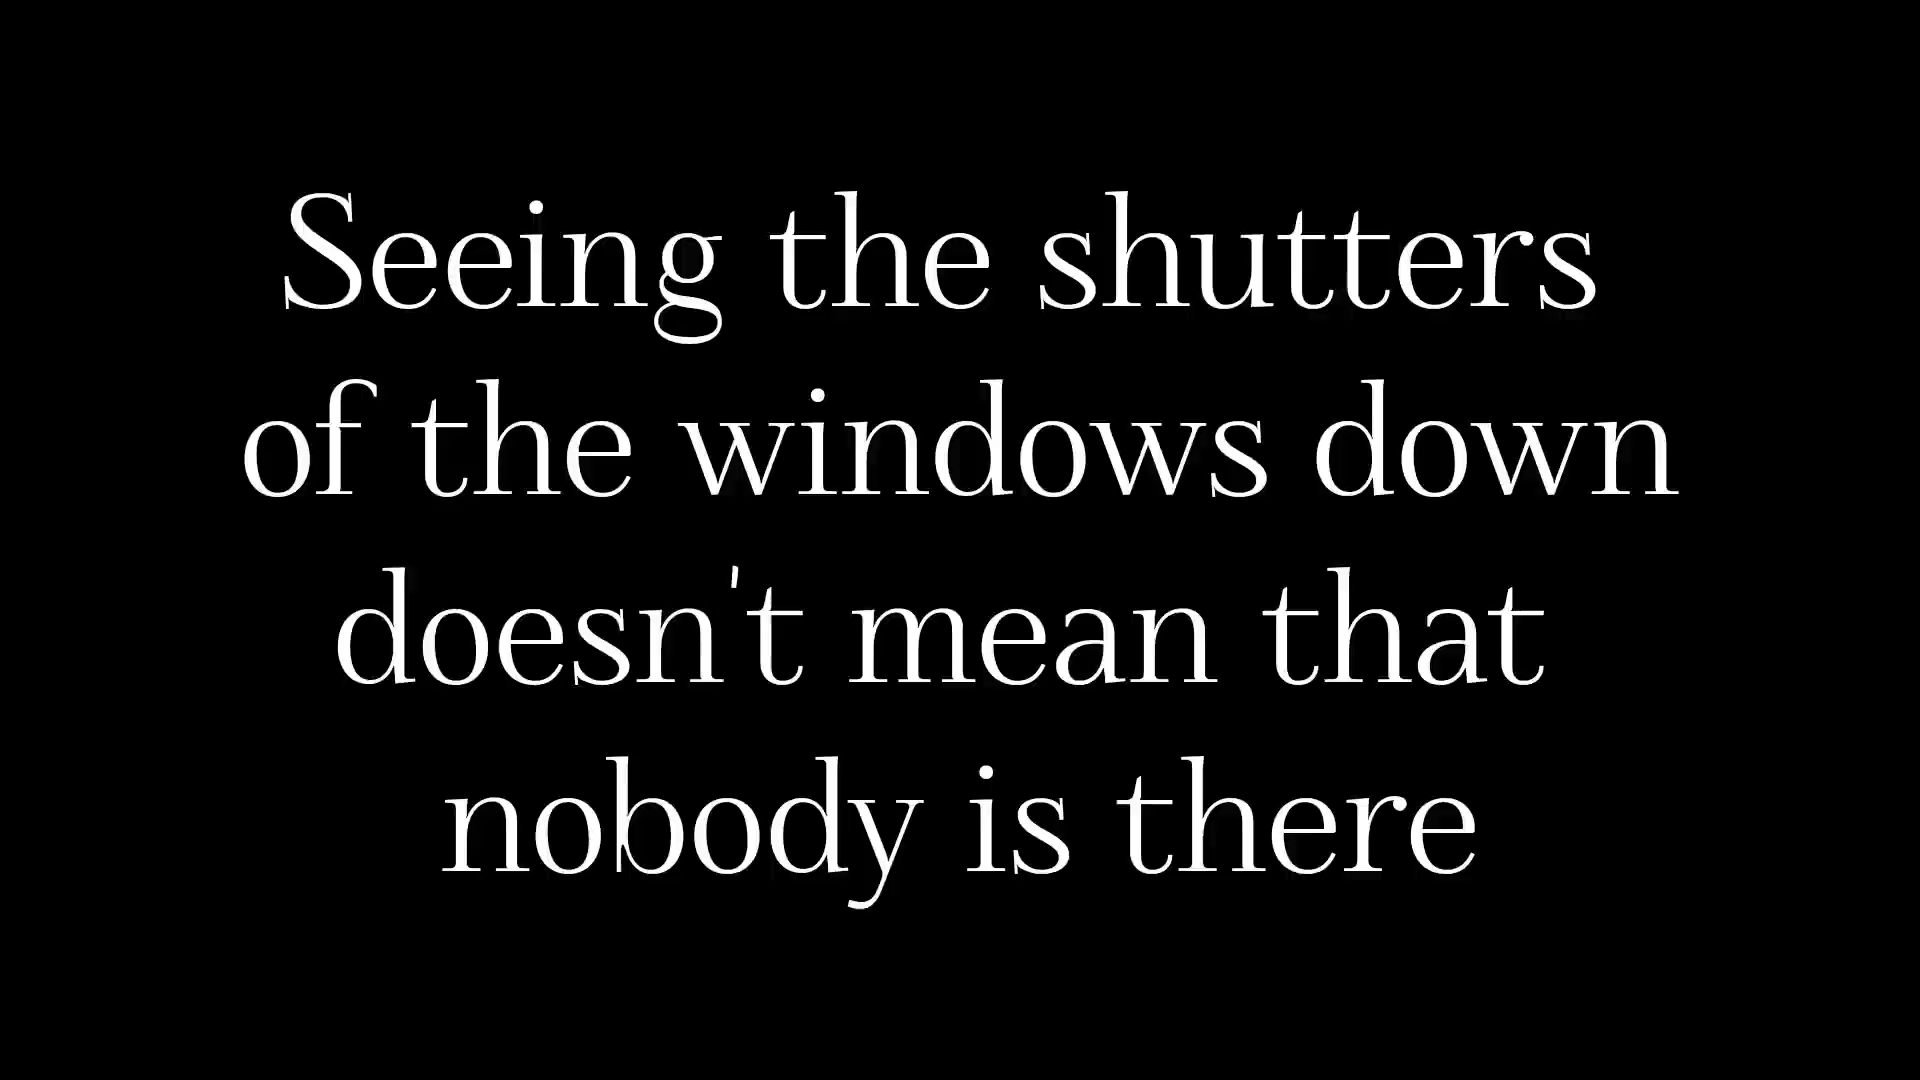 Seeing the shutters
of the windows down
doesn't mean that
nobody is there